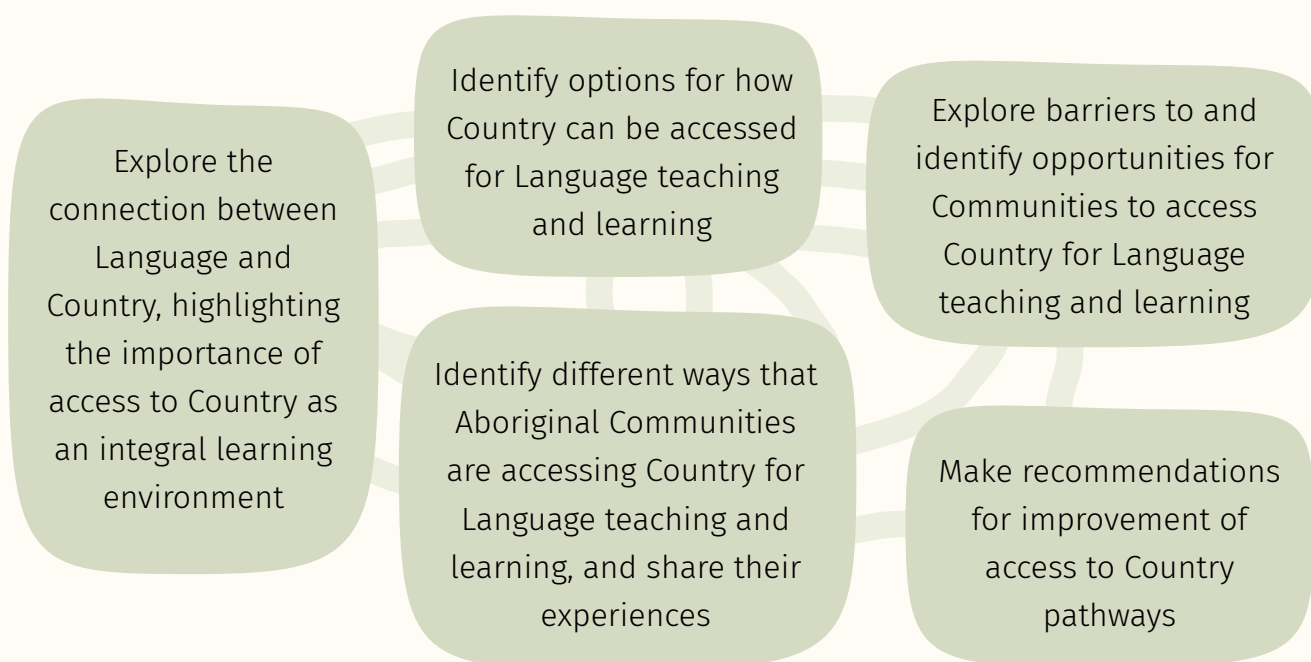 Explore the
connection between
Language and
Country, highlighting
the importance of
access to Country as
an integral learning
environment
Identify options for how
Country can be accessed
for Language teaching
and learning
Identify different ways that
Aboriginal Communities
are accessing Country for
Language teaching and
learning, and share their
experiences
Explore barriers to and
identify opportunities for
Communities to access
Country for Language
teaching and learning
Make recommendations
for improvement of
access to Country
pathways